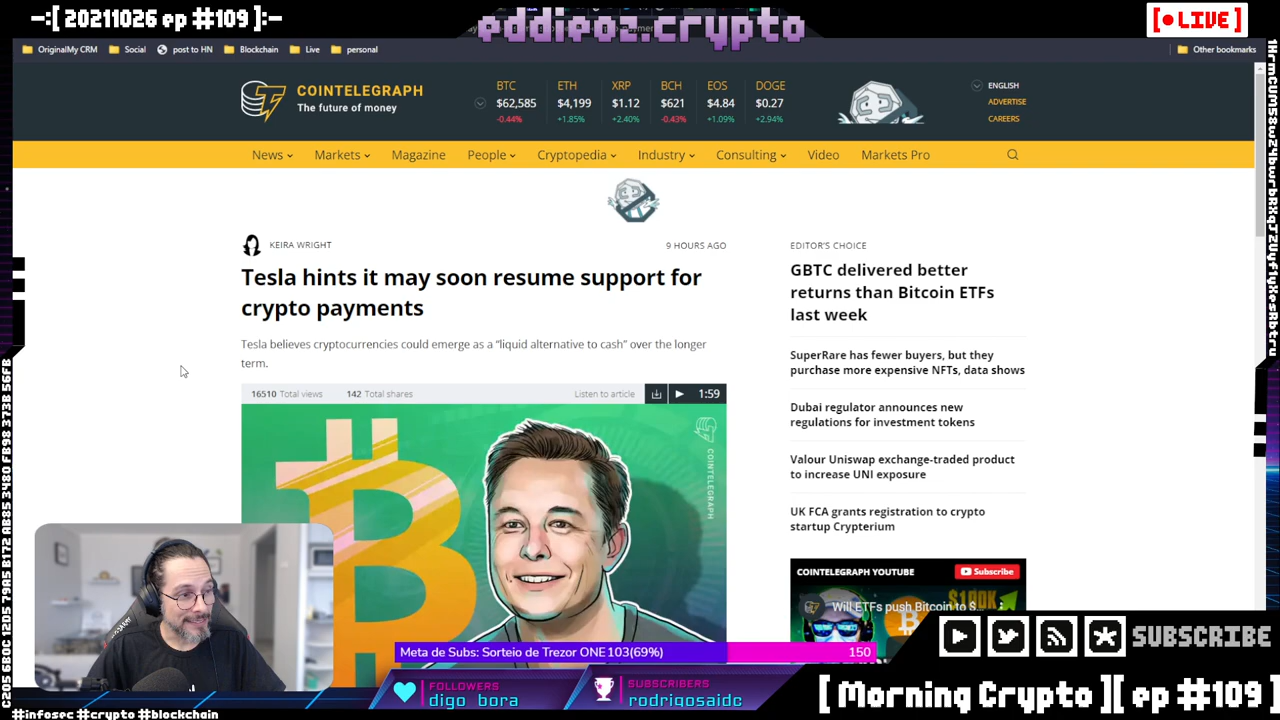 -:[ 20211026 ep #109 ]:-
eddieoz.crypto
[● LIVE]
OriginalMy CRM
Social
post to HN
Blockchain
Live
personal
Other bookmarks
COINTELEGRAPH
The future of money
BTC ETH XRP BCH EOS DOGE
$62,585 $4,199 $1.12 $621 $4.84 $0.27
-0.44% +1.85% +2.40% -0.43% +1.09% +2.94%
ENGLISH
ADVERTISE
CAREERS
News Markets Magazine People Cryptopedia Industry Consulting Video Markets Pro
KEIRA WRIGHT
9 HOURS AGO
Tesla hints it may soon resume support for
crypto payments
Tesla believes cryptocurrencies could emerge as a “liquid alternative to cash” over the longer
term.
16510 Total views 142 Total shares
Listen to article
1:59
COINTELEGRAPH
EDITOR'S CHOICE
GBTC delivered better
returns than Bitcoin ETFs
last week
SuperRare has fewer buyers, but they
purchase more expensive NFTs, data shows
Dubai regulator announces new
regulations for investment tokens
Valour Uniswap exchange-traded product
to increase UNI exposure
UK FCA grants registration to crypto
startup Crypterium
COINTELEGRAPH YOUTUBE
Subscribe
Will ETFs push Bitcoin to $...
$100K
SUBSCRIBE
Meta de Subs: Sorteio de Trezor ONE 103(69%)
150
FOLLOWERS
digo_bora
SUBSCRIBERS
rodrigosaidc
[ Morning Crypto ][ ep #109 ]
#infosec #crypto #blockchain